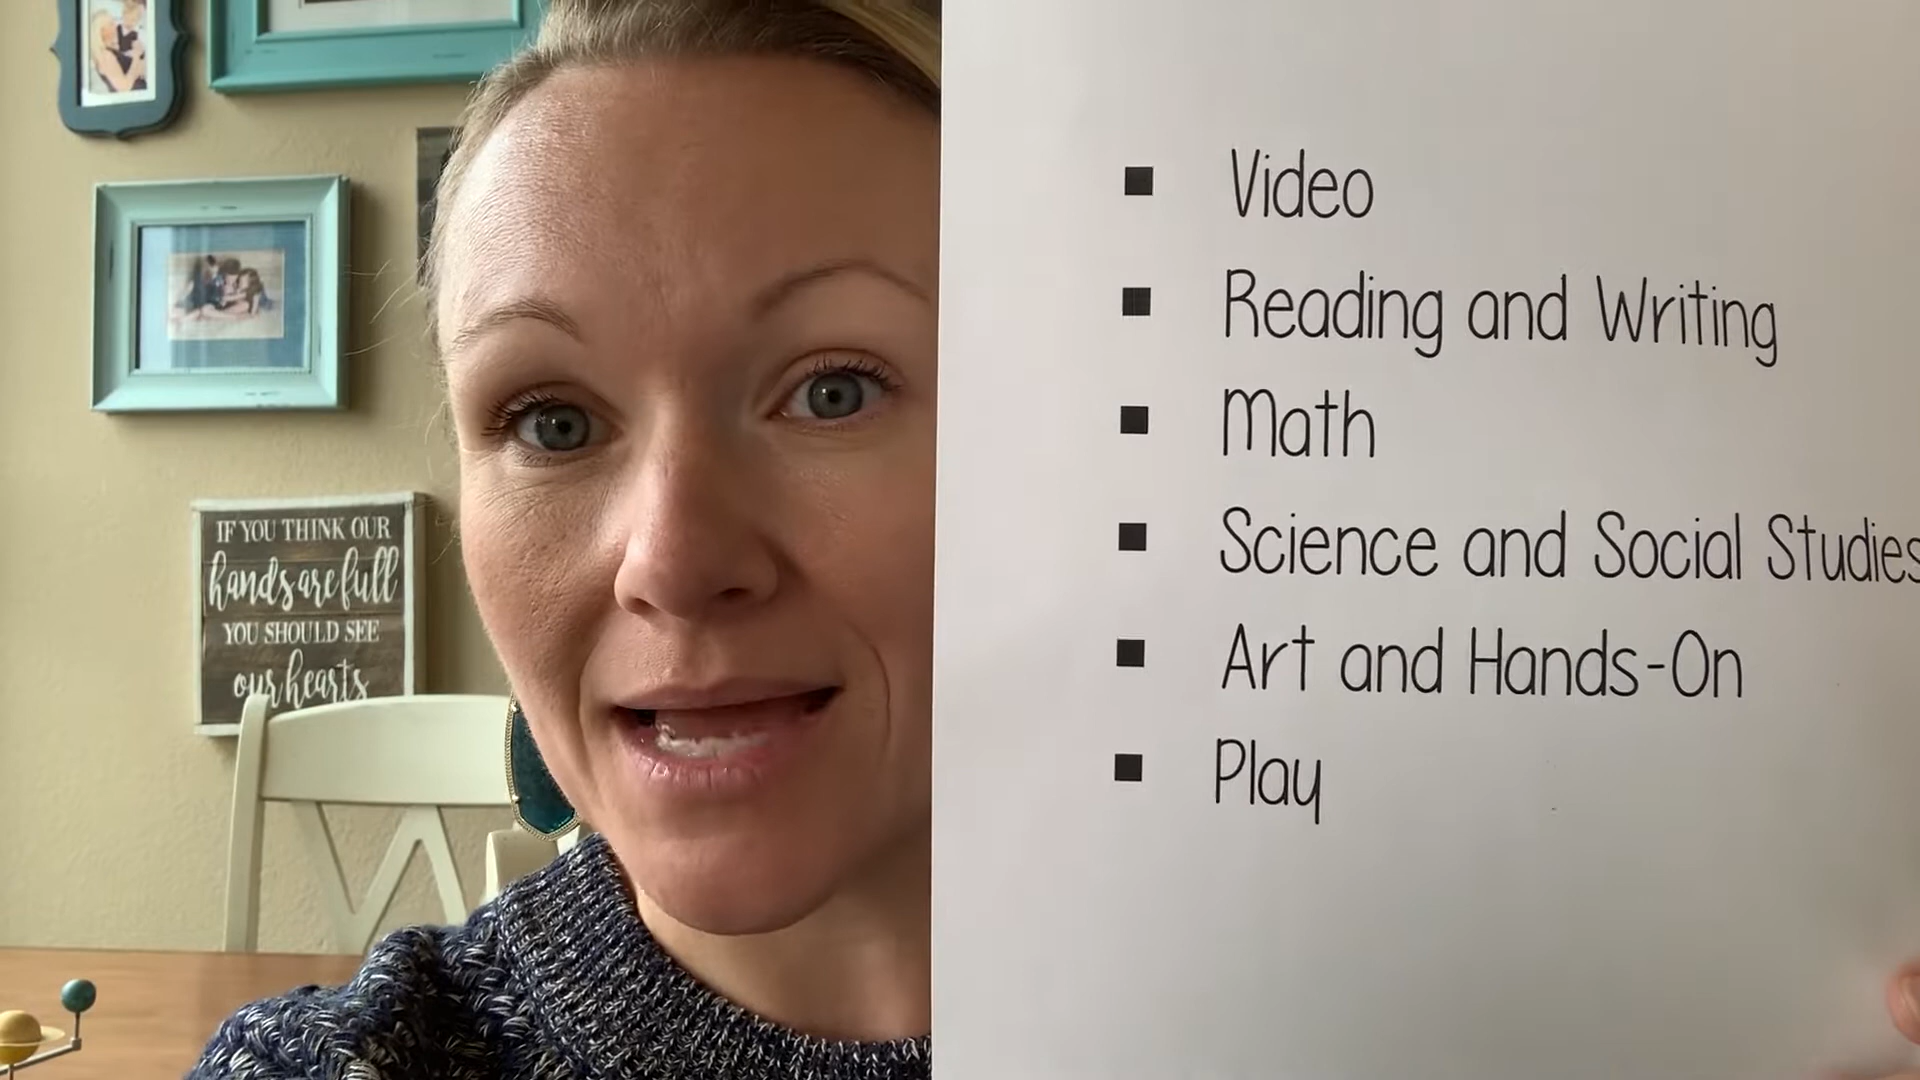 IF YOU THINK OUR
hands are full
YOU SHOULD SEE
our hearts
Video
Reading and Writing
Math
Science and Social Studies
Art and Hands-On
Play